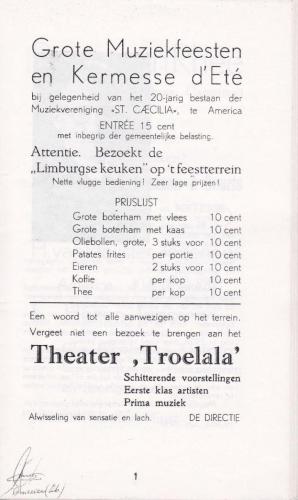 Grote Muziekfeesten
en Kermesse d'Eté
bij gelegenheid van het 20-jarig bestaan der
Muziekvereniging «ST. CÆCILIA», te America
ENTRÉE 15 cent
met inbegrip der gemeentelijke belasting.
Attentie. Bezoekt de
„Limburgse keuken" op 't feestterrein
Nette vlugge bediening! Zeer lage prijzen!
PRIJSLIJST
Grote boterham met vlees 10 cent
Grote boterham met kaas 10 cent
Oliebollen, grote, 3 stuks voor 10 cent
Patates frites per portie 10 cent
Eieren 2 stuks voor 10 cent
Koffie per kop 10 cent
Thee per kop 10 cent
Een woord tot alle aanwezigen op het terrein.
Vergeet niet een bezoek te brengen aan het
Theater ‚Troelala'
Schitterende voorstellingen
Eerste klas artisten
Prima muziek
Afwisseling van sensatie en lach. DE DIRECTIE
1